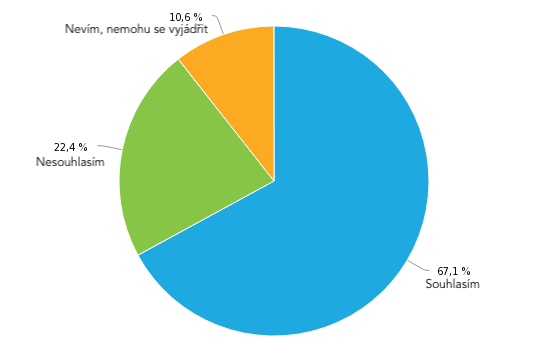 10,6 %
Nevím, nemohu se vyjádřit
22,4 %
Nesouhlasím
67,1 %
Souhlasím